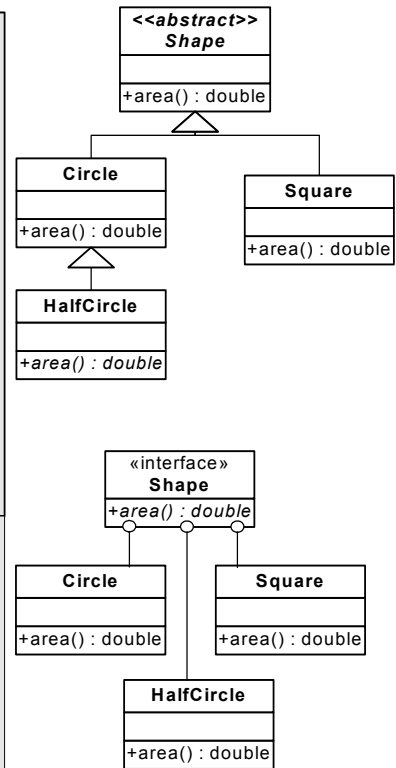 <<abstract>>
Shape
+area() : double
Circle
+area() : double
Square
+area() : double
HalfCircle
+area() : double
«interface»
Shape
+area() : double
Circle
+area() : double
Square
+area() : double
HalfCircle
+area() : double